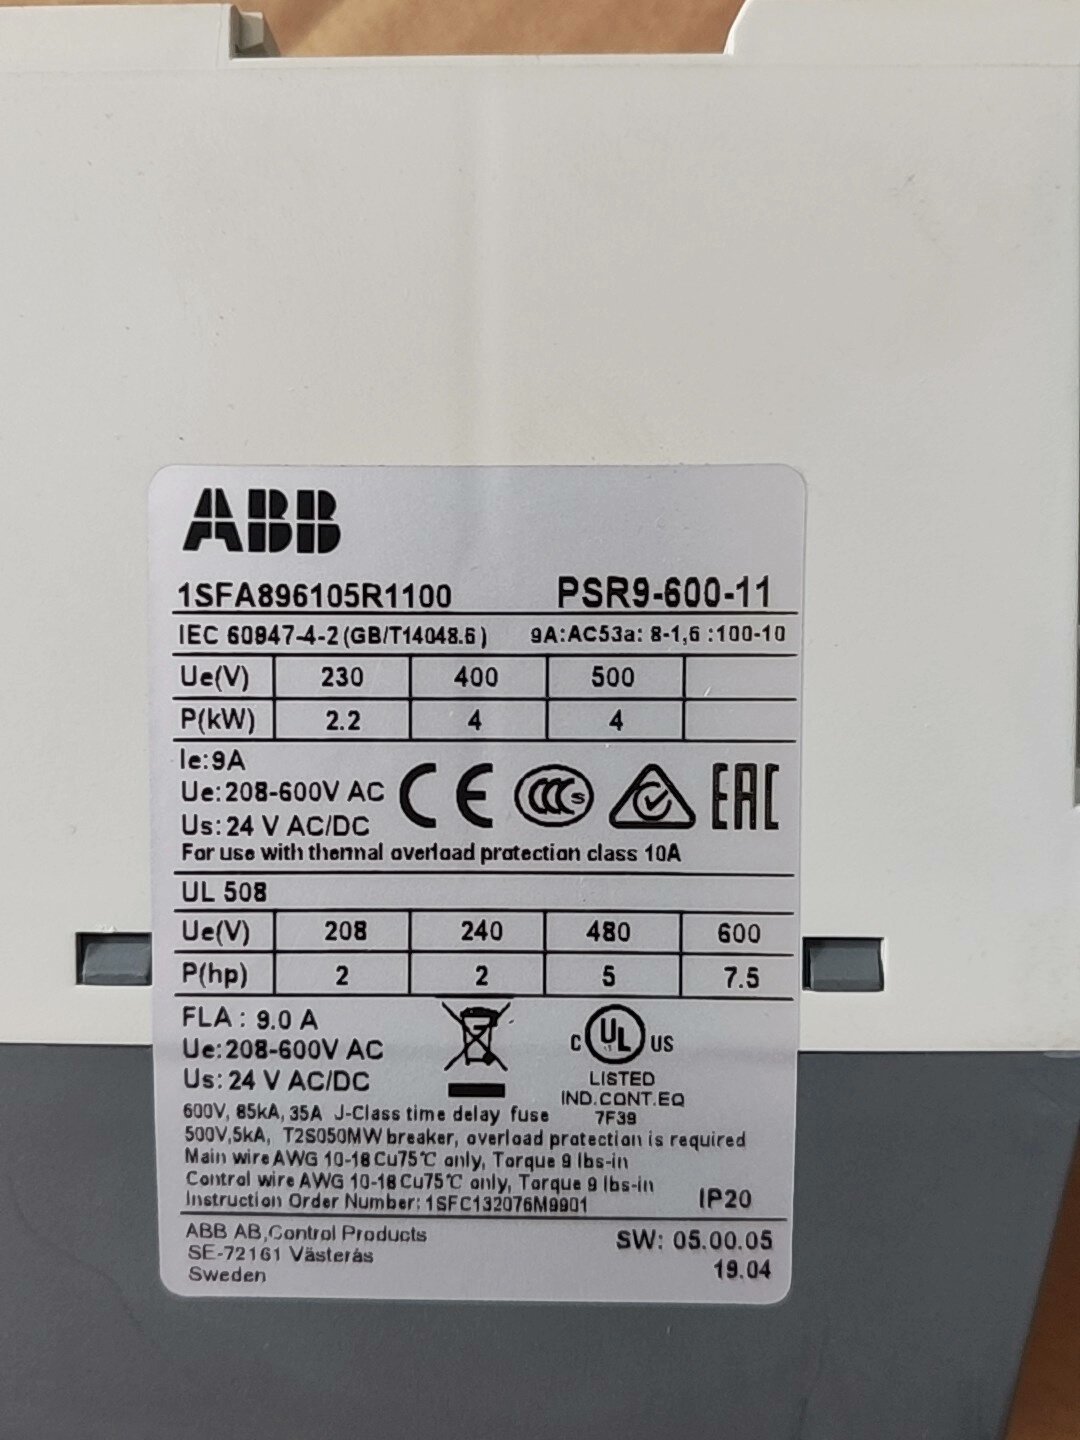 ABB
1SFA896105R1100 PSR9-600-11
IEC 60947-4-2(GB/T14048.6) 9A:AC53a: 8-1,6 :100-10
Ue(V) 230 400 500
P(kW) 2.2 4 4
Ie:9A
Ue:208-600V AC
Us:24 V AC/DC
CE CCC S EAC
For use with thermal overload protection class 10A
UL 508
Ue(V) 208 240 480 600
P(hp) 2 2 5 7.5
FLA: 9.0 A
Ue:208-600V AC
Us:24 V AC/DC
C UL US
LISTED
IND.CONT.EQ
7F39
600V, 85kA, 35A J-Class time delay fuse
500V,5kA, T2S050MW breaker, overload protection is required
Main wire AWG 10-18 Cu75℃ only, Torque 9 lbs-in
Control wire AWG 10-18 Cu75℃ only, Torque 9 lbs-in
Instruction Order Number: 1SFC132076M9901 IP20
ABB AB,Control Products
SE-72161 Västerås
Sweden
SW: 05.00.05
19.04